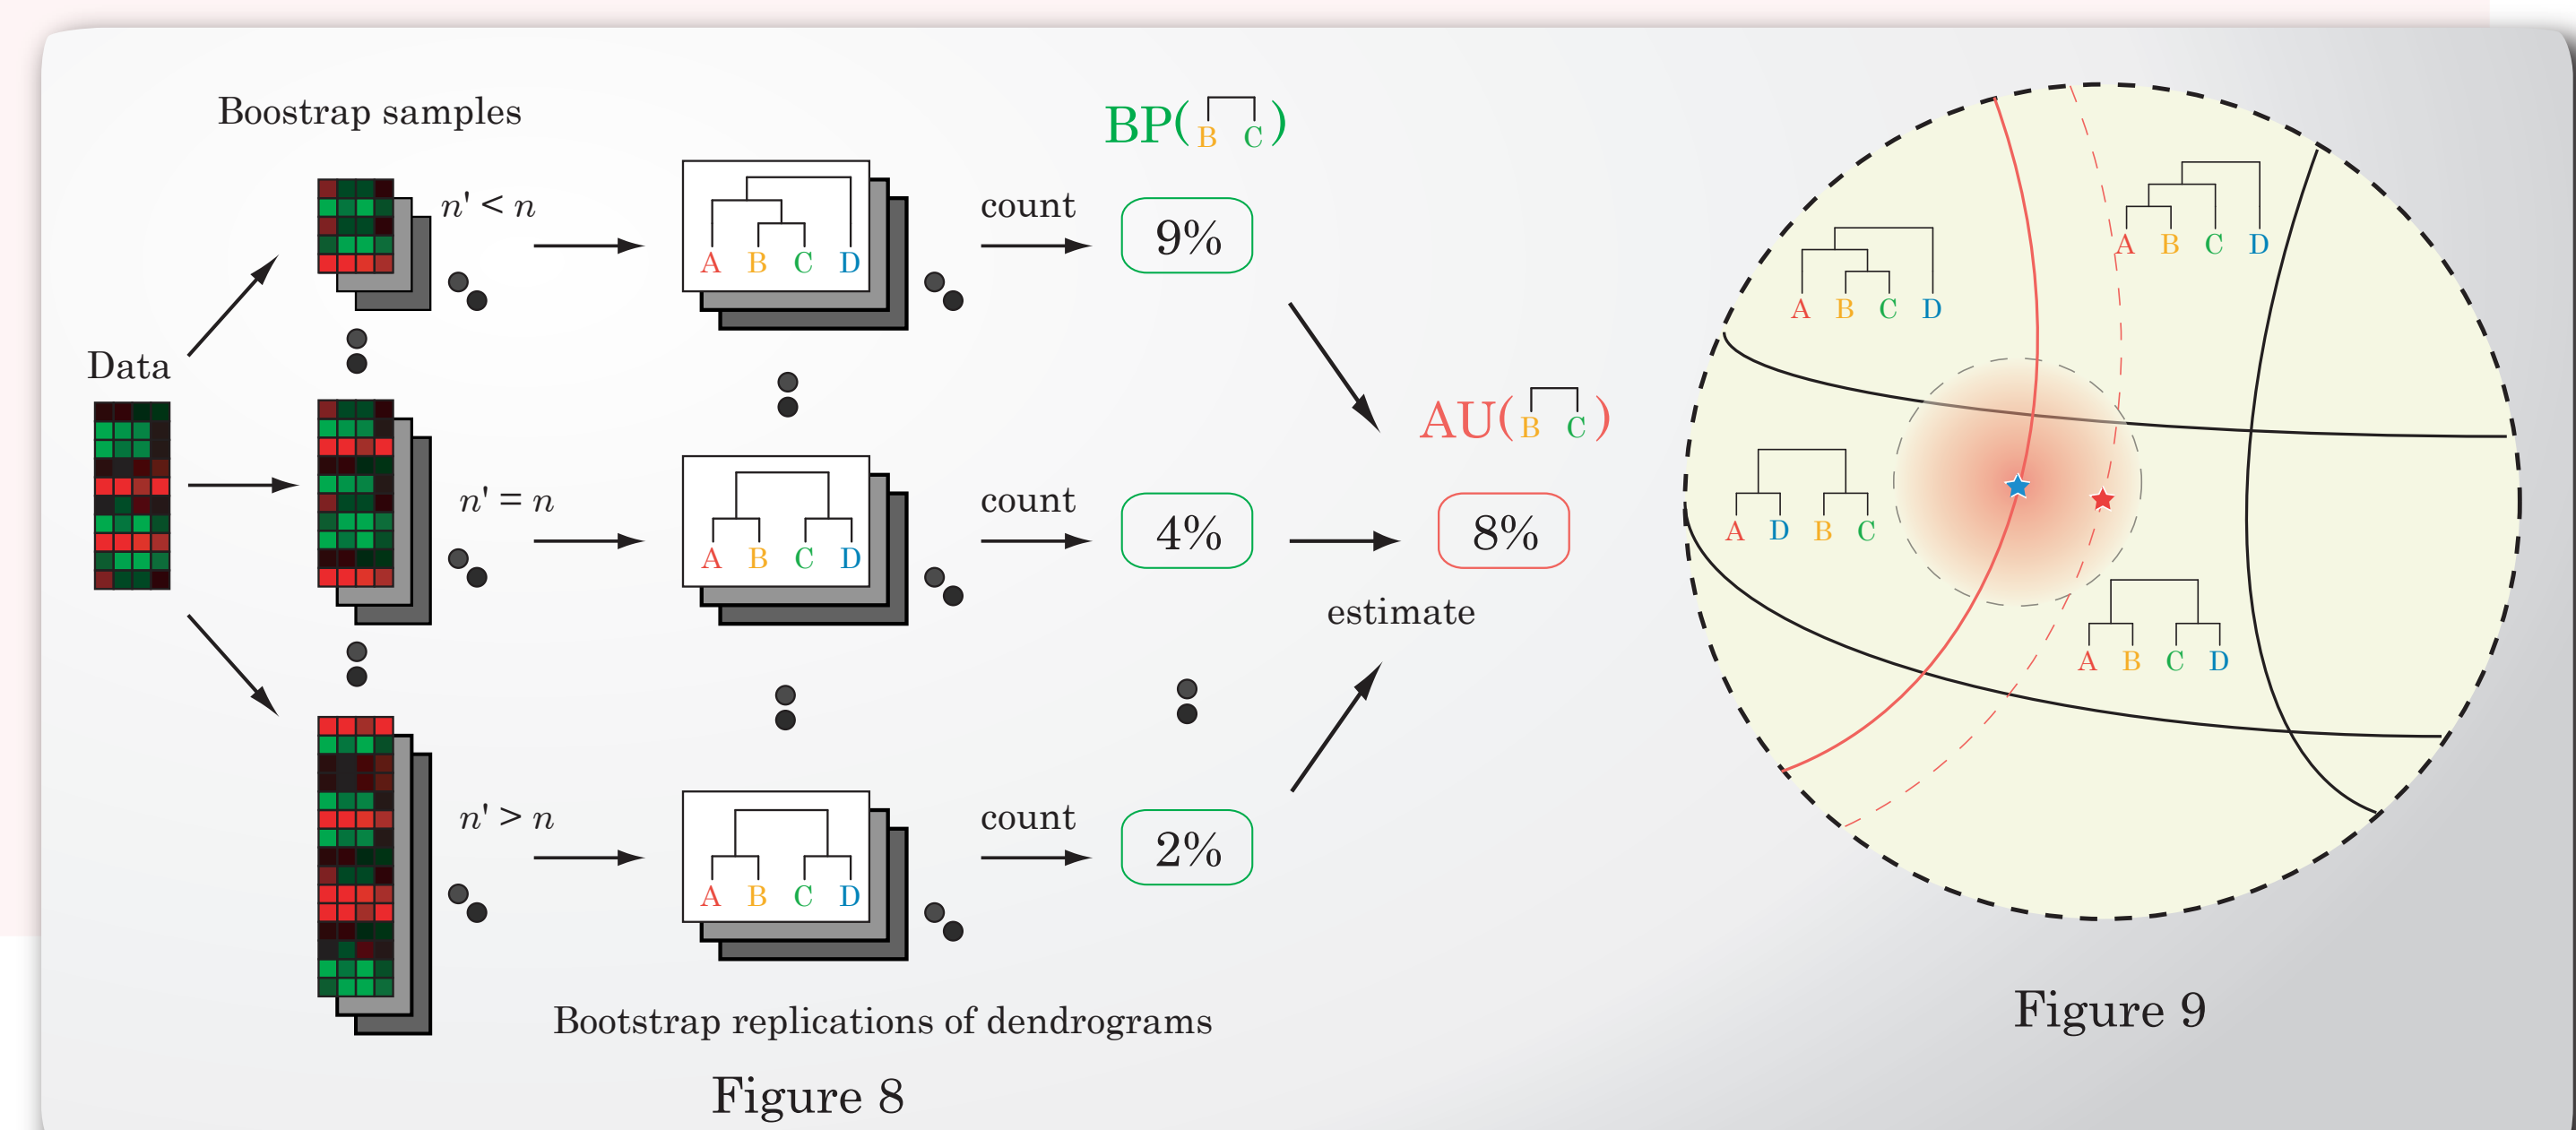 Boostrap samples
Data
n' < n
A B C D
count
BP( B C )
9%
n' = n
A B C D
count
4%
AU( B C )
8%
estimate
n' > n
A B C D
count
2%
Bootstrap replications of dendrograms
Figure 8
A B C D
A B C D
A D B C
A B C D
Figure 9